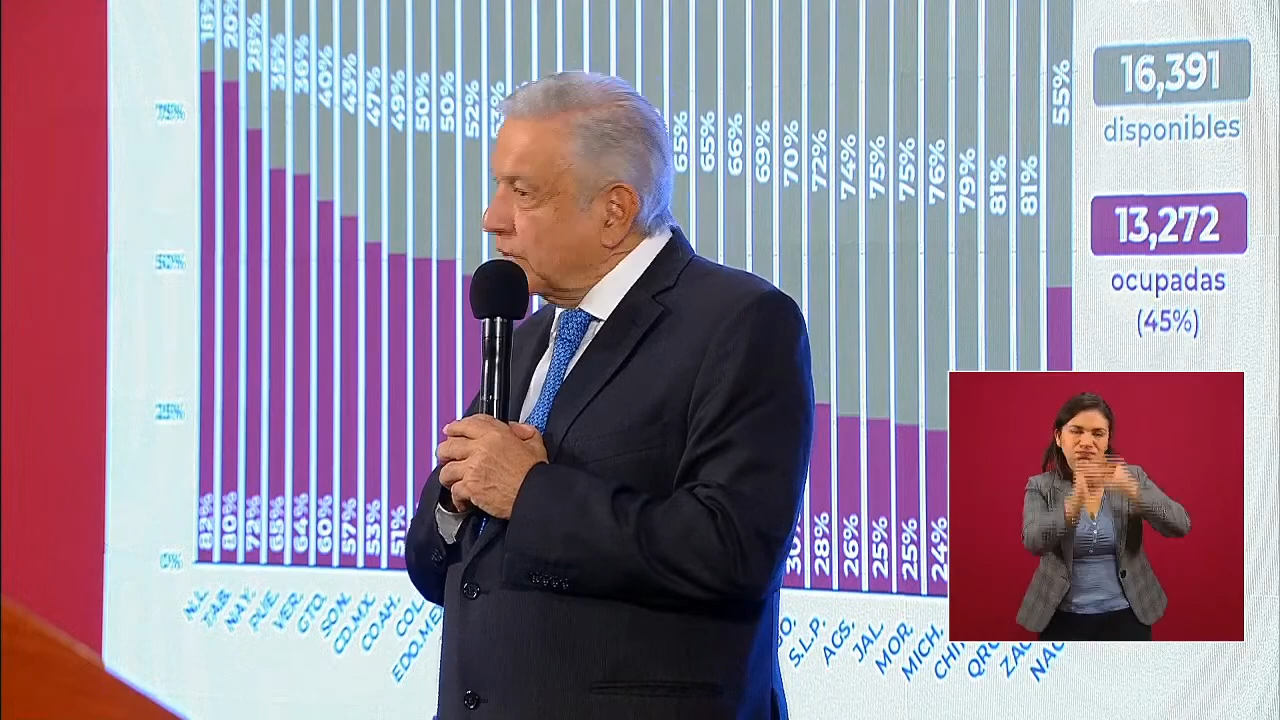 16,391
disponibles
13,272
ocupadas
(45%)
18% 20% 28% 35% 36% 40% 43% 47% 49% 50% 50% 52% 65% 65% 66% 69% 70% 72% 74% 75% 75% 76% 79% 81% 81% 55%
75%
50%
25%
0%
82% 80% 72% 65% 64% 60% 57% 53% 51% 28% 26% 25% 25% 24%
N.L. TAB NAY. PUE VER GTO SON CD.MX COAH COL EDO.MEX S.L.P. AGS. JAL MOR. MICH.